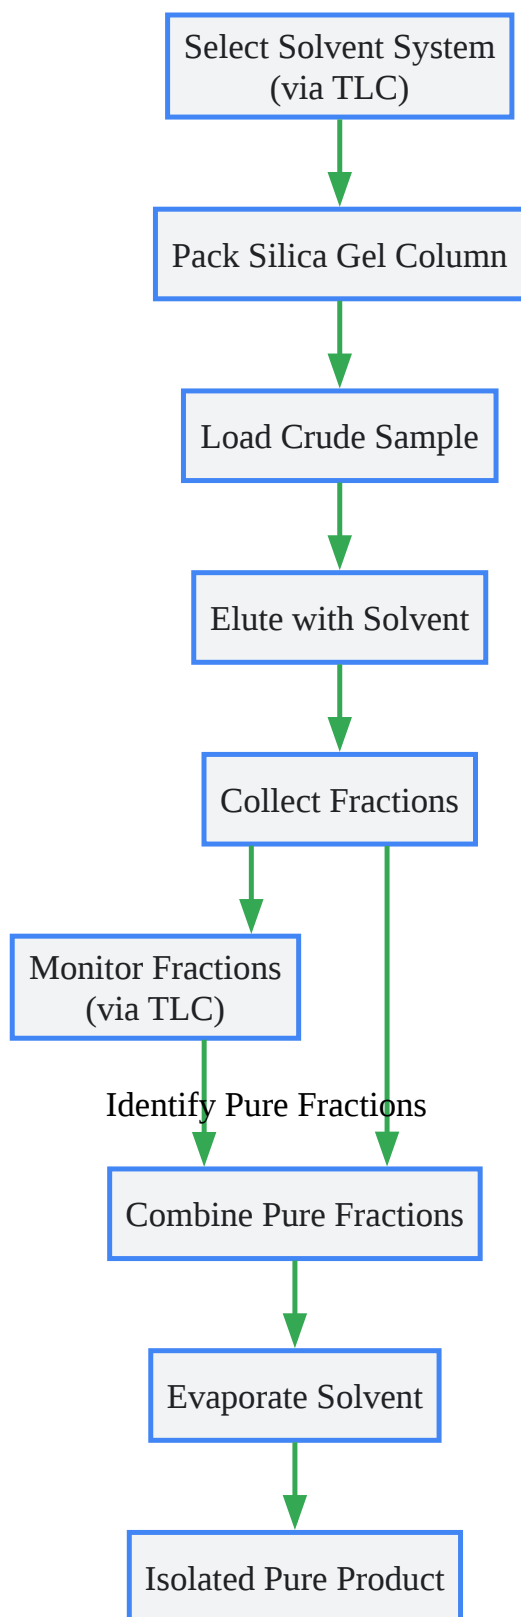 Select Solvent System
(via TLC)
Pack Silica Gel Column
Load Crude Sample
Elute with Solvent
Collect Fractions
Monitor Fractions
(via TLC)
Identify Pure Fractions
Combine Pure Fractions
Evaporate Solvent
Isolated Pure Product